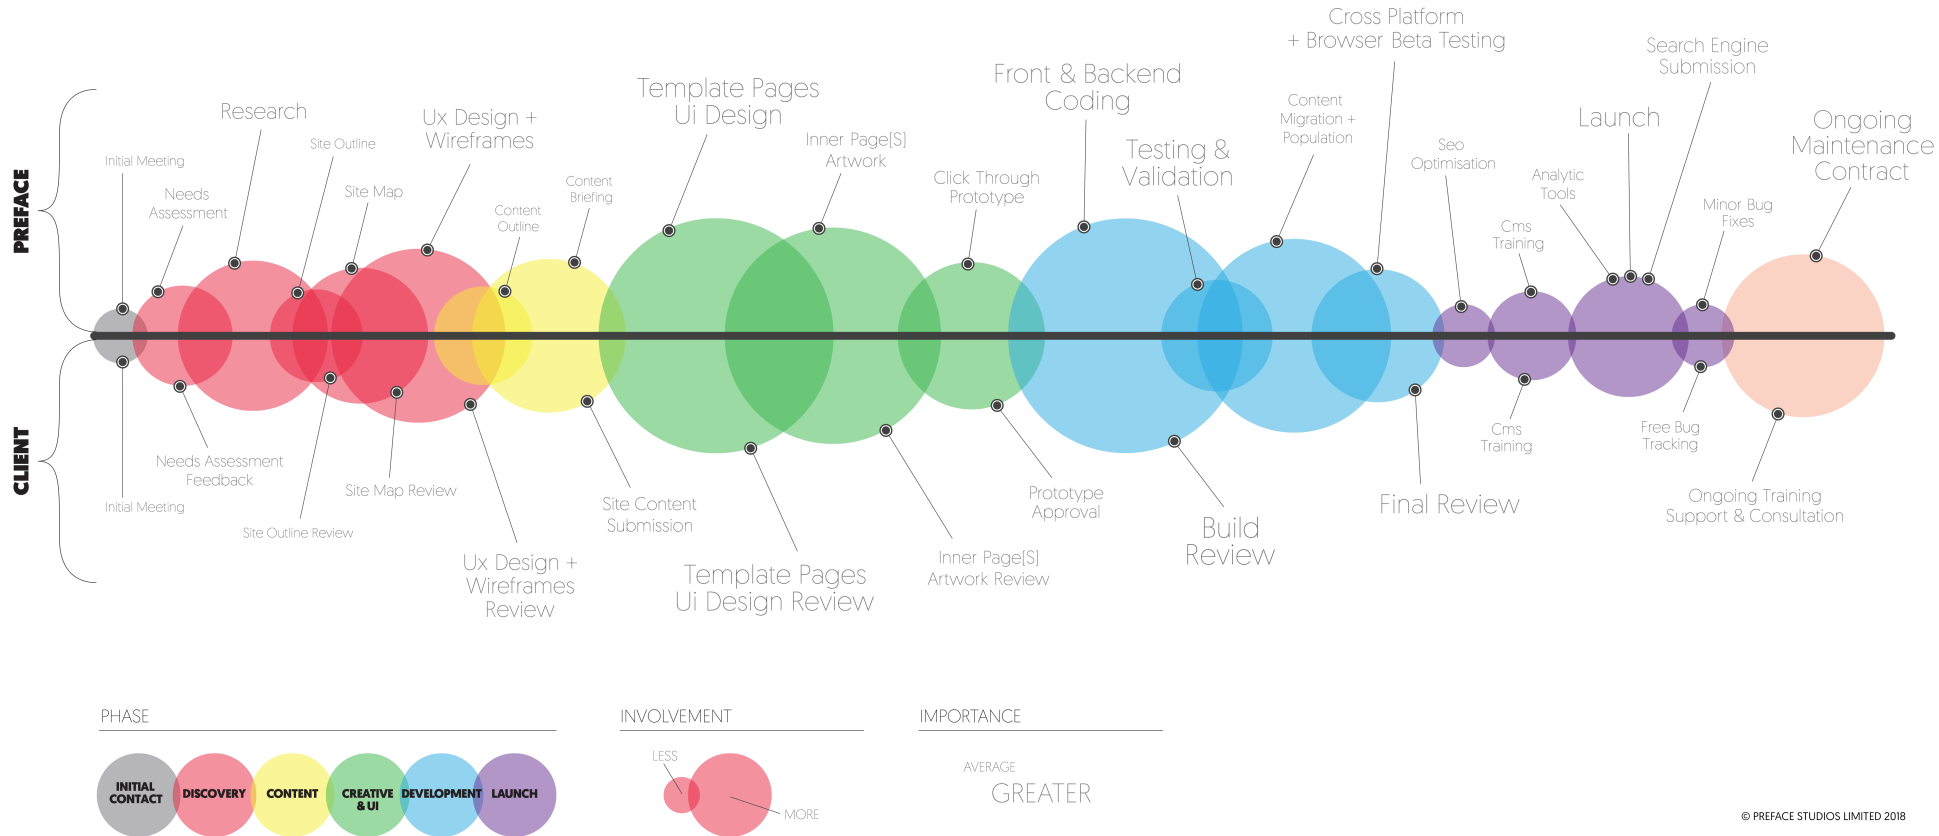 PREFACE
CLIENT
Initial Meeting
Needs
Assessment
Research
Site Outline
Site Map
Ux Design +
Wireframes
Content
Outline
Content
Briefing
Template Pages
Ui Design
Inner Page[S]
Artwork
Click Through
Prototype
Front & Backend
Coding
Testing &
Validation
Content
Migration +
Population
Cross Platform
+ Browser Beta Testing
Seo
Optimisation
Cms
Training
Analytic
Tools
Launch
Search Engine
Submission
Minor Bug
Fixes
Ongoing
Maintenance
Contract
Initial Meeting
Needs Assessment
Feedback
Site Outline Review
Site Map Review
Ux Design +
Wireframes
Review
Site Content
Submission
Template Pages
Ui Design Review
Inner Page[S]
Artwork Review
Prototype
Approval
Build
Review
Final Review
Cms
Training
Free Bug
Tracking
Ongoing Training
Support & Consultation
PHASE
INITIAL
CONTACT
DISCOVERY
CONTENT
CREATIVE
& UI
DEVELOPMENT
LAUNCH
INVOLVEMENT
LESS
MORE
IMPORTANCE
AVERAGE
GREATER
© PREFACE STUDIOS LIMITED 2018